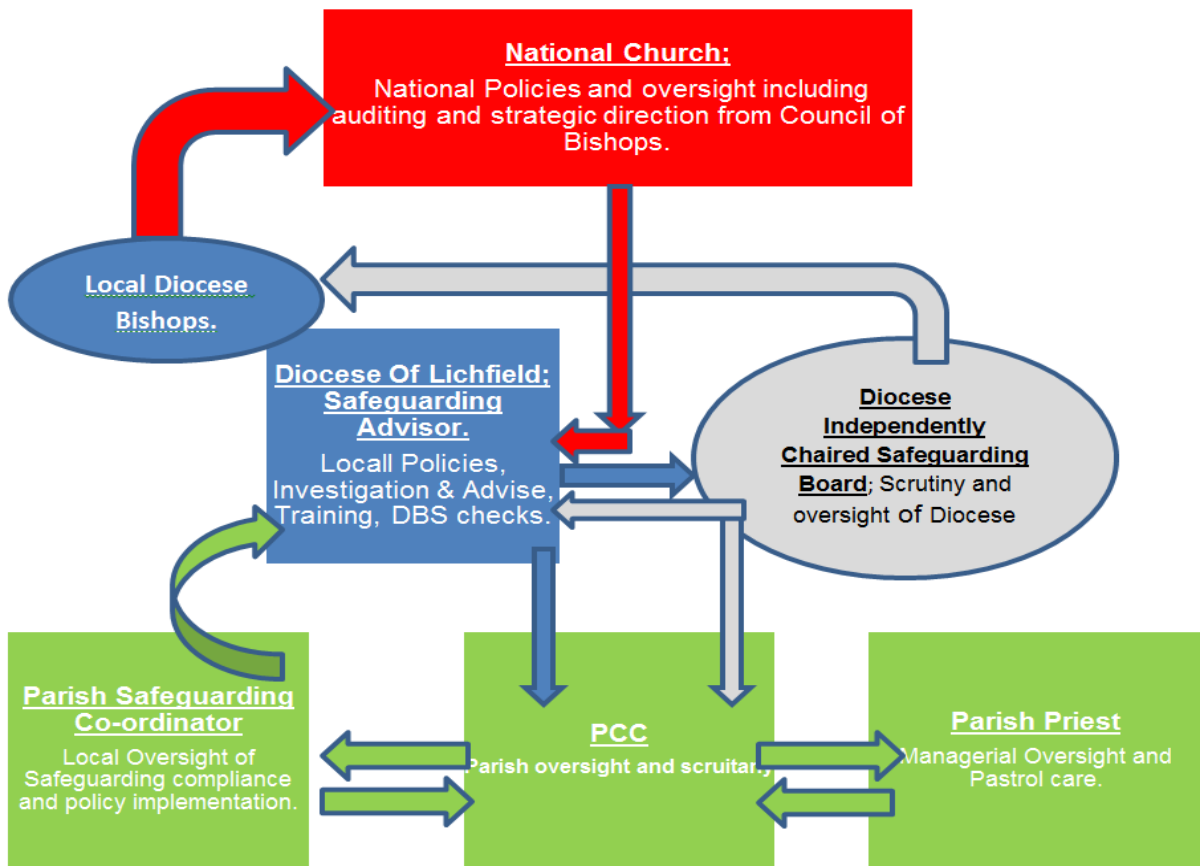 National Church;
National Policies and oversight including
auditing and strategic direction from Council of
Bishops.
Local Diocese
Bishops.
Diocese Of Lichfield;
Safeguarding
Advisor.
Locall Policies,
Investigation & Advise,
Training, DBS checks.
Diocese
Independently
Chaired Safeguarding
Board; Scrutiny and
oversight of Diocese
Parish Safeguarding
Co-ordinator
Local Oversight of
Safeguarding compliance
and policy implementation.
PCC
Parish oversight and scruitany
Parish Priest
Managerial Oversight and
Pastrol care.